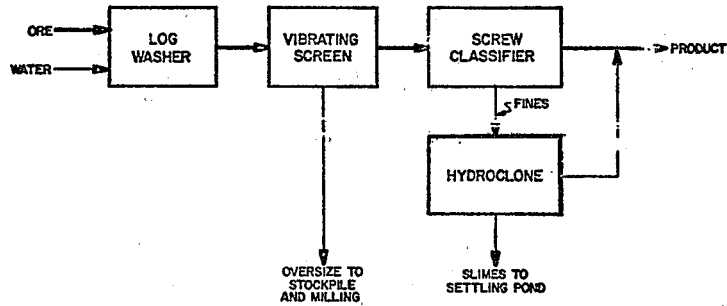 ORE
WATER
LOG
WASHER
VIBRATING
SCREEN
SCREW
CLASSIFIER
PRODUCT
FINES
HYDROCLONE
OVERSIZE TO
STOCKPILE
AND MILLING
SLIMES TO
SETTLING POND